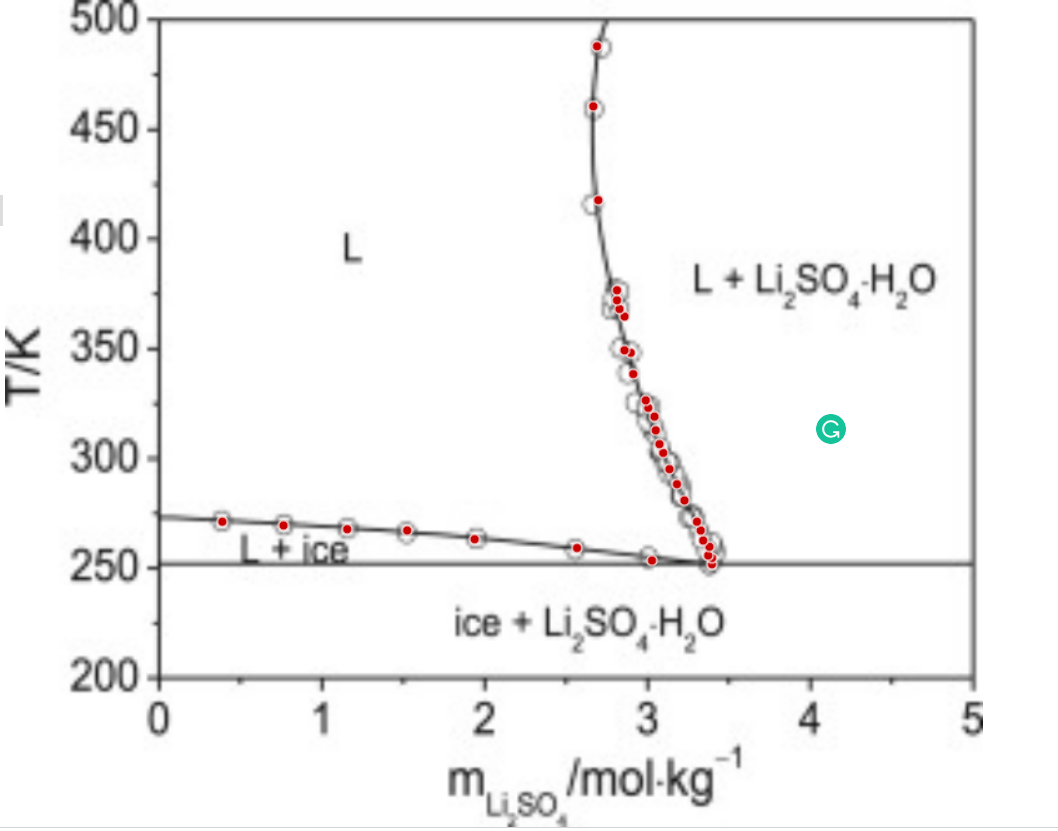 500
450
400
350
300
250
200
T/K
L
L + Li₂SO₄·H₂O
L + ice
ice + Li₂SO₄·H₂O
0 1 2 3 4 5
m Li₂SO₄ /mol·kg⁻¹